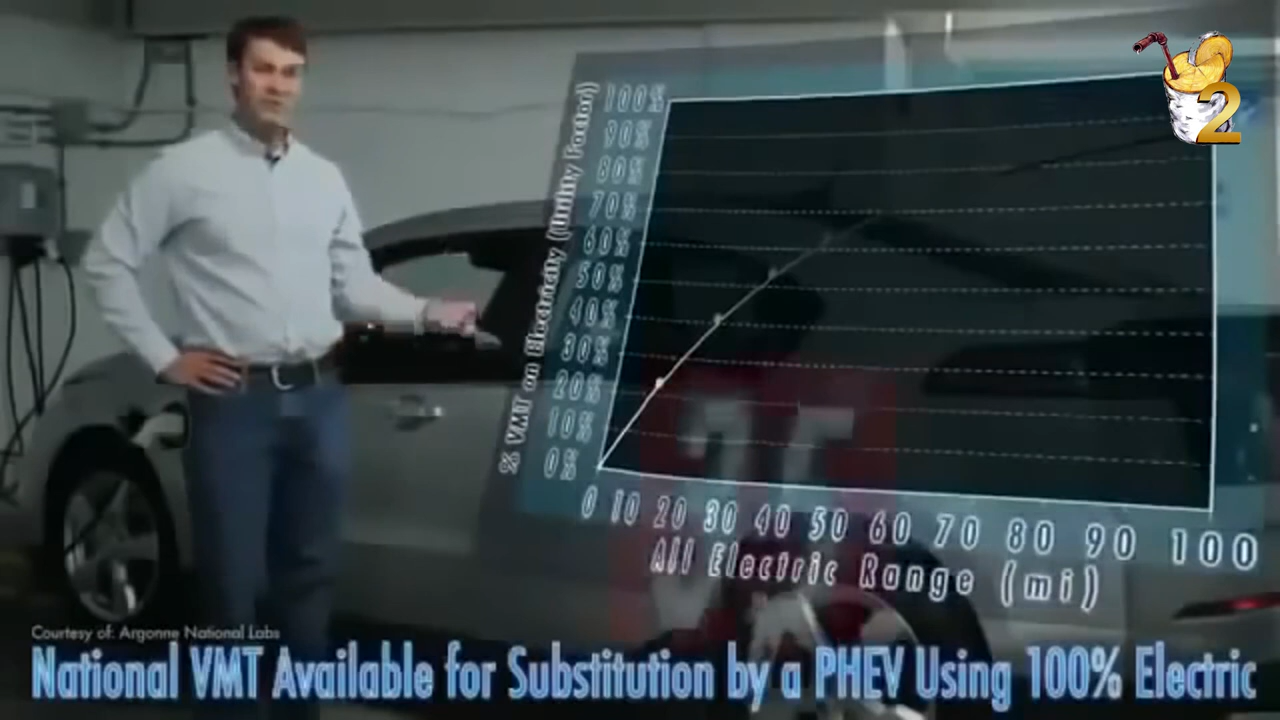 2
% VMT on Electricity (Utility Factor)
100%
90%
80%
70%
60%
50%
40%
30%
20%
10%
0%
0 10 20 30 40 50 60 70 80 90 100
All Electric Range (mi)
Courtesy of: Argonne National Labs
National VMT Available for Substitution by a PHEV Using 100% Electric